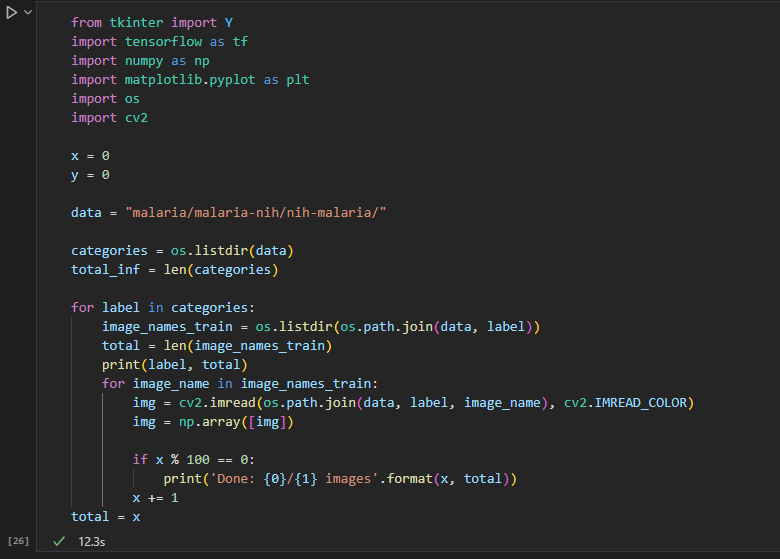 from tkinter import Y
import tensorflow as tf
import numpy as np
import matplotlib.pyplot as plt
import os
import cv2

x = 0
y = 0

data = "malaria/malaria-nih/nih-malaria/"

categories = os.listdir(data)
total_inf = len(categories)

for label in categories:
    image_names_train = os.listdir(os.path.join(data, label))
    total = len(image_names_train)
    print(label, total)
    for image_name in image_names_train:
        img = cv2.imread(os.path.join(data, label, image_name), cv2.IMREAD_COLOR)
        img = np.array([img])

        if x % 100 == 0:
            print('Done: {0}/{1} images'.format(x, total))
        x += 1
total = x
[26] 12.3s